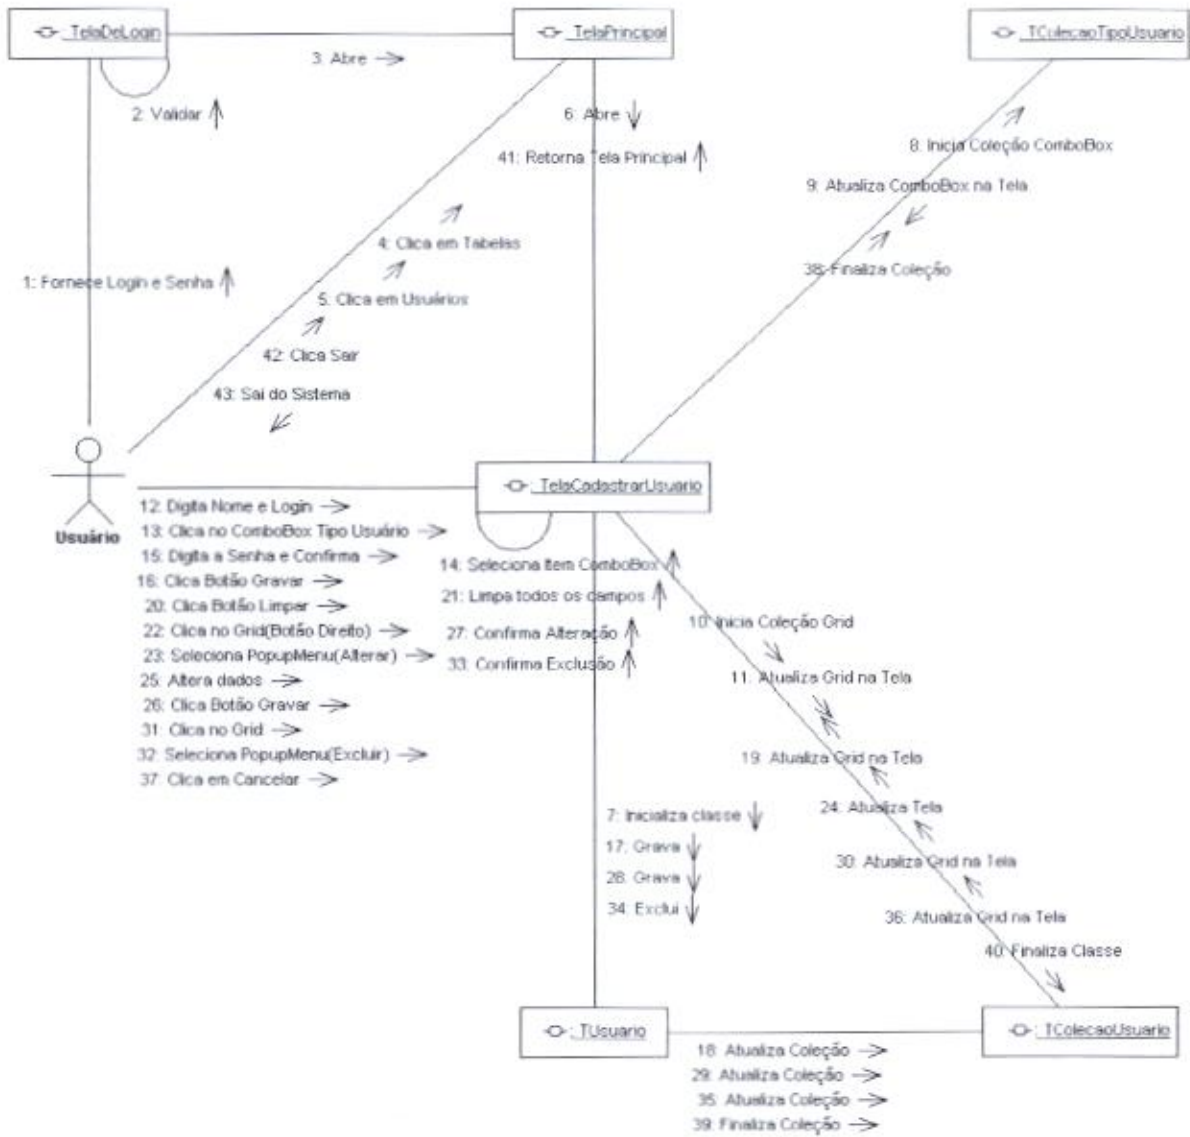 : TelaDeLogin
: TelaPrincipal
: TColecaoTipoUsuario
3: Abre
2: Validar
6: Abre
8: Inicia Coleção ComboBox
41: Retorna Tela Principal
9: Atualiza ComboBox na Tela
4: Clica em Tabelas
38: Finaliza Coleção
1: Fornece Login e Senha
5: Clica em Usuários
42: Clica Sair
43: Sai do Sistema
: TelaCadastrarUsuario
Usuário
12: Digita Nome e Login
13: Clica no ComboBox Tipo Usuário
15: Digita a Senha e Confirma
16: Clica Botão Gravar
20: Clica Botão Limpar
22: Clica no Grid(Botão Direito)
23: Seleciona PopupMenu(Alterar)
25: Altera dados
26: Clica Botão Gravar
31: Clica no Grid
32: Seleciona PopupMenu(Excluir)
37: Clica em Cancelar
14: Seleciona Item ComboBox
21: Limpa todos os campos
27: Confirma Alteração
33: Confirma Exclusão
10: Inicia Coleção Grid
11: Atualiza Grid na Tela
19: Atualiza Grid na Tela
24: Atualiza Tela
30: Atualiza Grid na Tela
36: Atualiza Grid na Tela
40: Finaliza Classe
7: Inicializa classe
17: Grava
28: Grava
34: Exclui
: TUsuario
: TColecaoUsuario
18: Atualiza Coleção
29: Atualiza Coleção
35: Atualiza Coleção
39: Finaliza Coleção